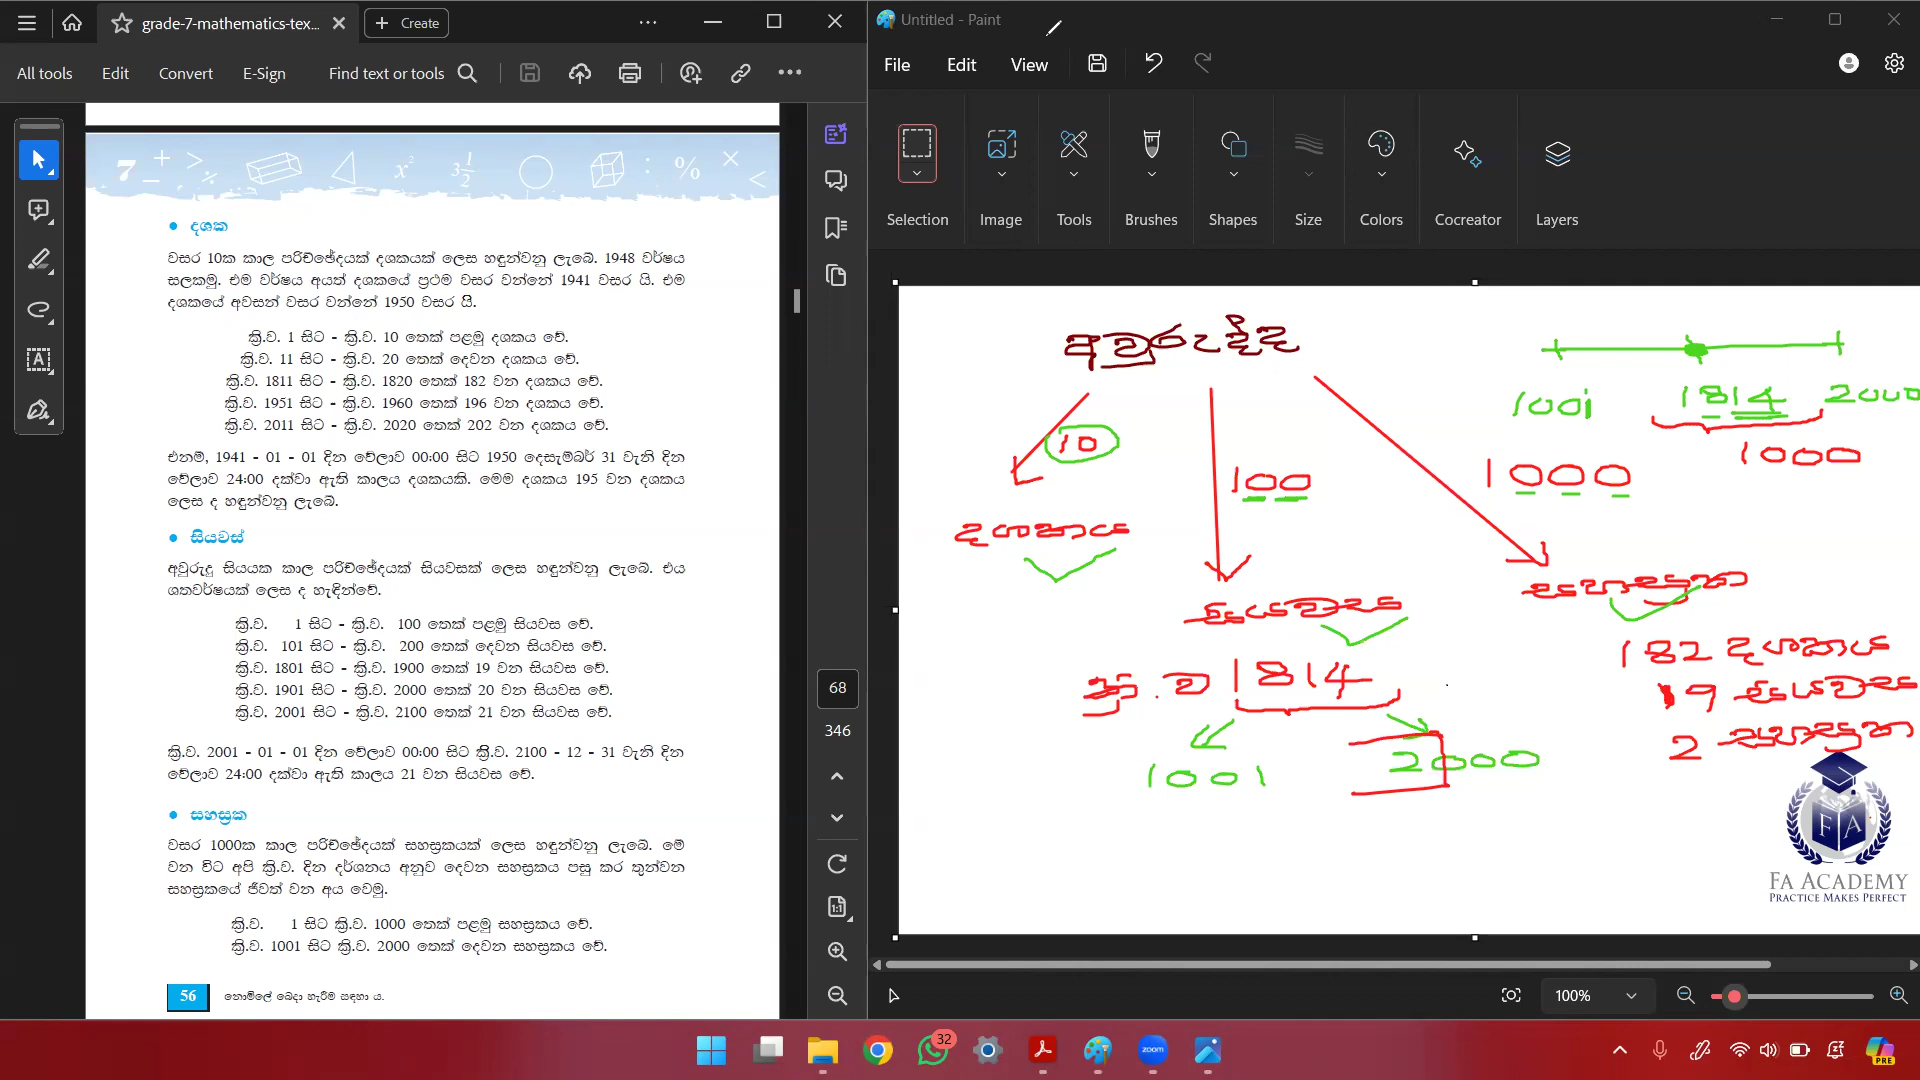 grade-7-mathematics-tex...
Create
All tools
Edit
Convert
E-Sign
Find text or tools
7
x²
3½
%
• දශක
වසර 10ක කාල පරිච්ඡේදයක් දශකයක් ලෙස හඳුන්වනු ලැබේ. 1948 වර්ෂය
සලකමු. එම වර්ෂය අයත් දශකයේ ප්‍රථම වසර වන්නේ 1941 වසර යි. එම
දශකයේ අවසන් වසර වන්නේ 1950 වසර යි.
ක්‍රි.ව. 1 සිට - ක්‍රි.ව. 10 තෙක් පළමු දශකය වේ.
ක්‍රි.ව. 11 සිට - ක්‍රි.ව. 20 තෙක් දෙවන දශකය වේ.
ක්‍රි.ව. 1811 සිට - ක්‍රි.ව. 1820 තෙක් 182 වන දශකය වේ.
ක්‍රි.ව. 1951 සිට - ක්‍රි.ව. 1960 තෙක් 196 වන දශකය වේ.
ක්‍රි.ව. 2011 සිට - ක්‍රි.ව. 2020 තෙක් 202 වන දශකය වේ.
එනම්, 1941 - 01 - 01 දින වේලාව 00:00 සිට 1950 දෙසැම්බර් 31 වැනි දින
වේලාව 24:00 දක්වා ඇති කාලය දශකයකි. මෙම දශකය 195 වන දශකය
ලෙස ද හඳුන්වනු ලැබේ.
• සියවස්
අවුරුදු සියයක කාල පරිච්ඡේදයක් සියවසක් ලෙස හඳුන්වනු ලැබේ. එය
ශතවර්ෂයක් ලෙස ද හැඳින්වේ.
ක්‍රි.ව. 1 සිට - ක්‍රි.ව. 100 තෙක් පළමු සියවස වේ.
ක්‍රි.ව. 101 සිට - ක්‍රි.ව. 200 තෙක් දෙවන සියවස වේ.
ක්‍රි.ව. 1801 සිට - ක්‍රි.ව. 1900 තෙක් 19 වන සියවස වේ.
ක්‍රි.ව. 1901 සිට - ක්‍රි.ව. 2000 තෙක් 20 වන සියවස වේ.
ක්‍රි.ව. 2001 සිට - ක්‍රි.ව. 2100 තෙක් 21 වන සියවස වේ.
ක්‍රි.ව. 2001 - 01 - 01 දින වේලාව 00:00 සිට ක්‍රි.ව. 2100 - 12 - 31 වැනි දින
වේලාව 24:00 දක්වා ඇති කාලය 21 වන සියවස වේ.
• සහස්‍රක
වසර 1000ක කාල පරිච්ඡේදයක් සහස්‍රකයක් ලෙස හඳුන්වනු ලැබේ. මේ
වන විට අපි ක්‍රි.ව. දින දර්ශනය අනුව දෙවන සහස්‍රකය පසු කර තුන්වන
සහස්‍රකයේ ජීවත් වන අය වෙමු.
ක්‍රි.ව. 1 සිට ක්‍රි.ව. 1000 තෙක් පළමු සහස්‍රකය වේ.
ක්‍රි.ව. 1001 සිට ක්‍රි.ව. 2000 තෙක් දෙවන සහස්‍රකය වේ.
56
නොමිලේ බෙදා හැරීම සඳහා ය.
68
346
1:1
Untitled - Paint
File
Edit
View
Selection
Image
Tools
Brushes
Shapes
Size
Colors
Cocreator
Layers
10
100
1000
දශකය
සියවස
1001
1814
2000
1000
ක්‍රි.ව 1814
1001
2000
182 දශකය
19 සියවස
2
FA ACADEMY
PRACTICE MAKES PERFECT
100%
32
zoom
PRE